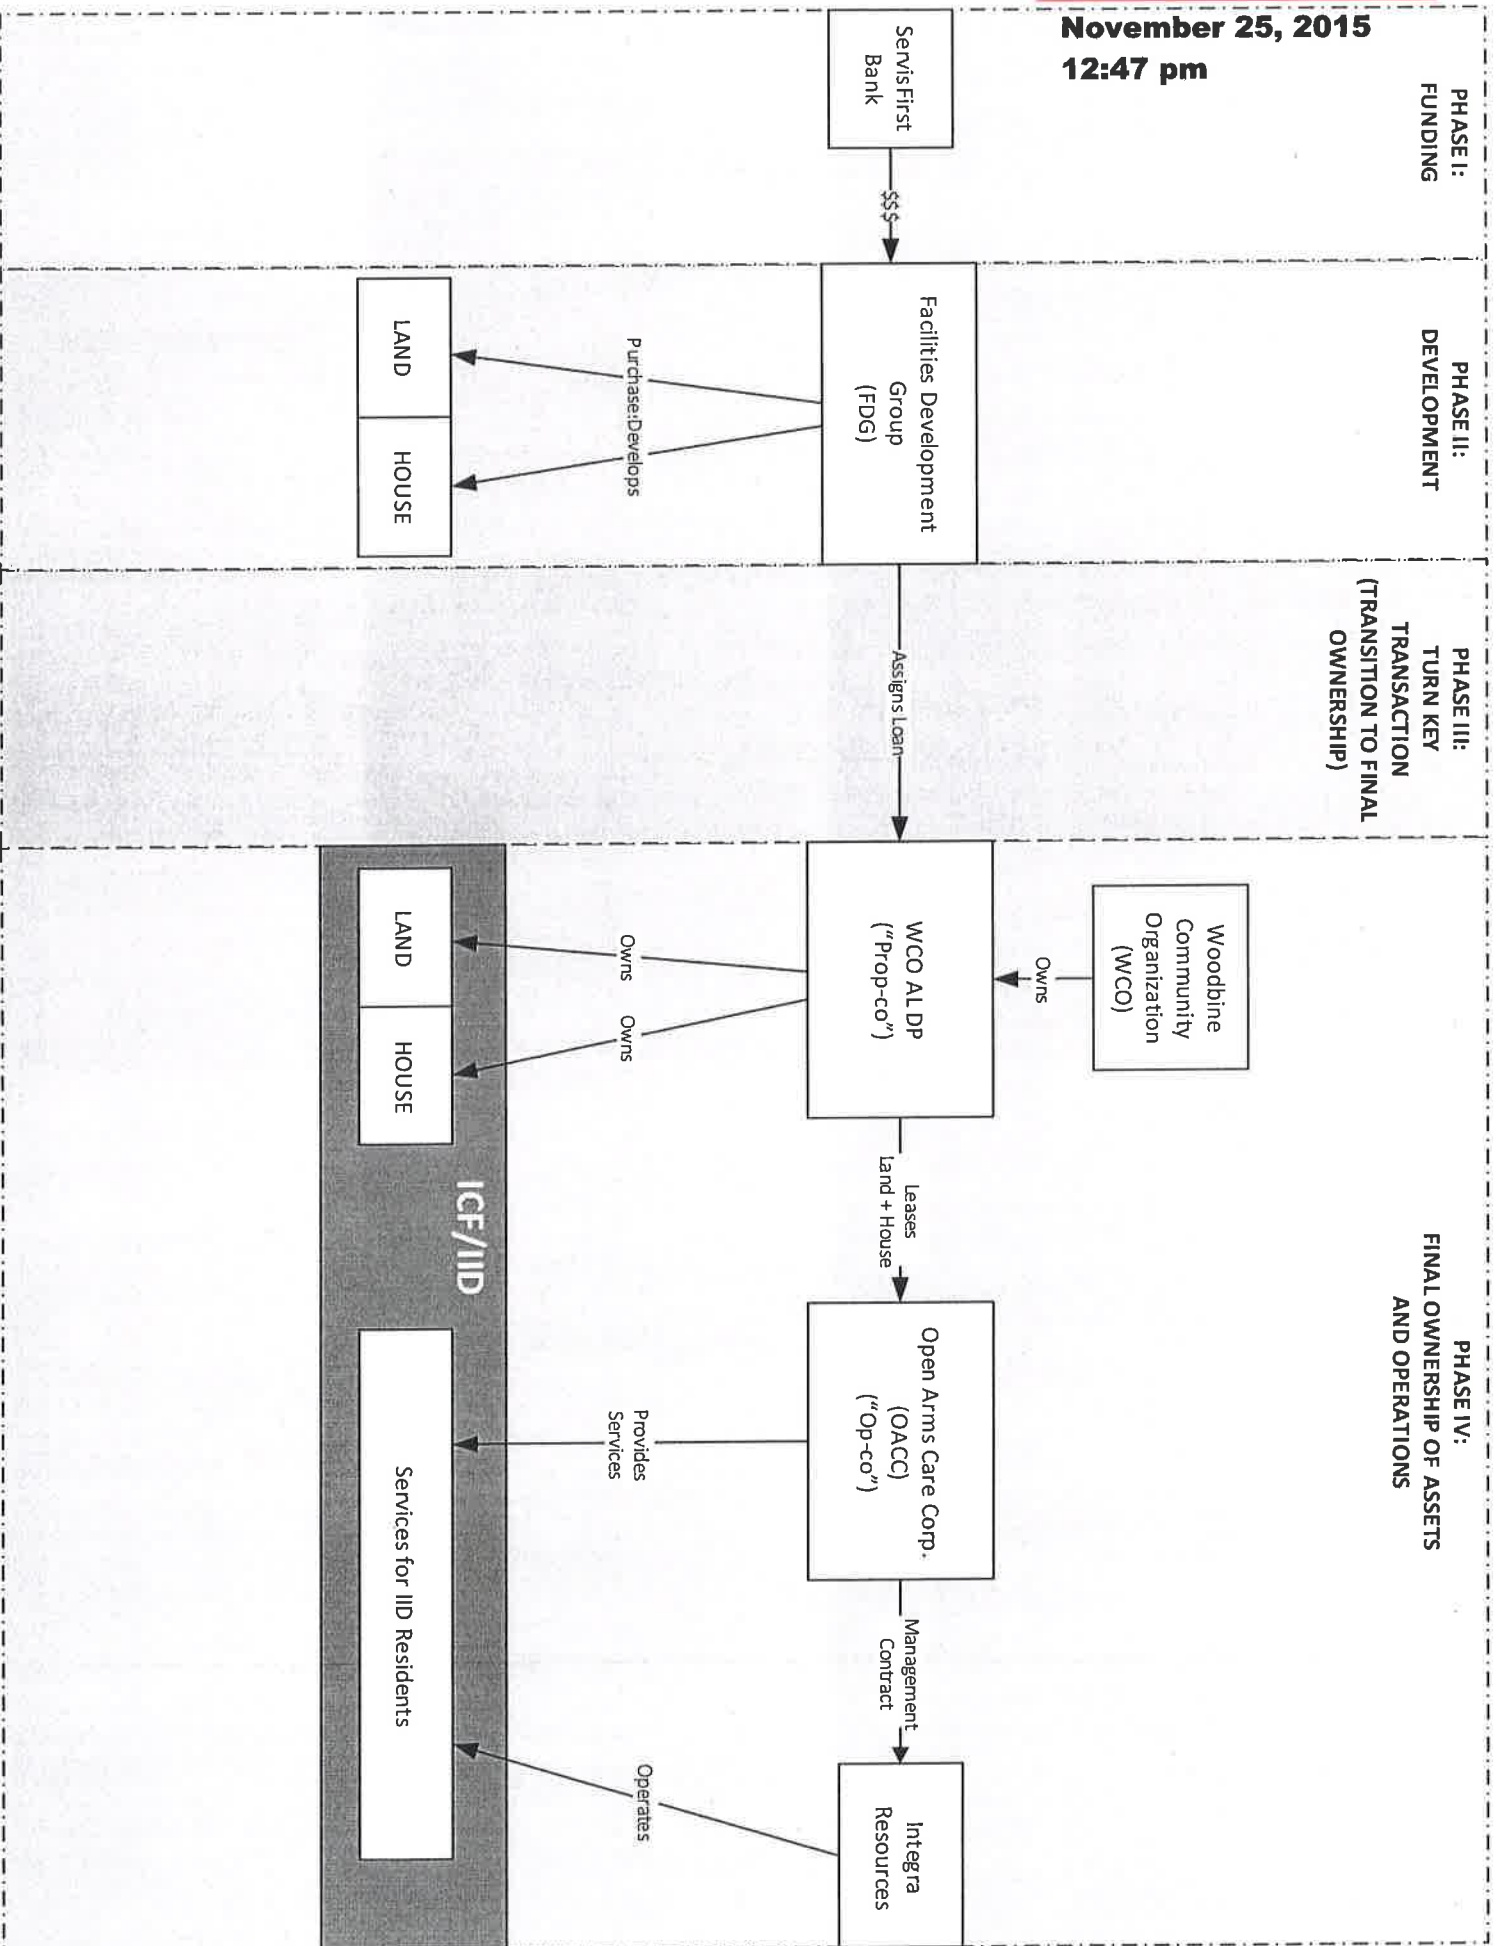 November 25, 2015
12:47 pm
PHASE I:
FUNDING
PHASE II:
DEVELOPMENT
PHASE III:
TURN KEY
TRANSACTION
(TRANSITION TO FINAL
OWNERSHIP)
PHASE IV:
FINAL OWNERSHIP OF ASSETS
AND OPERATIONS
ServisFirst
Bank
$$$
Facilities Development
Group
(FDG)
Purchase:Develops
LAND
HOUSE
Assigns Loan
Woodbine
Community
Organization
(WCO)
Owns
WCO AL DP
("Prop-co")
Owns
Owns
LAND
HOUSE
Leases
Land + House
Open Arms Care Corp.
(OACC)
("Op-co")
Provides
Services
Management
Contract
Integra
Resources
Operates
ICF/IID
Services for IID Residents